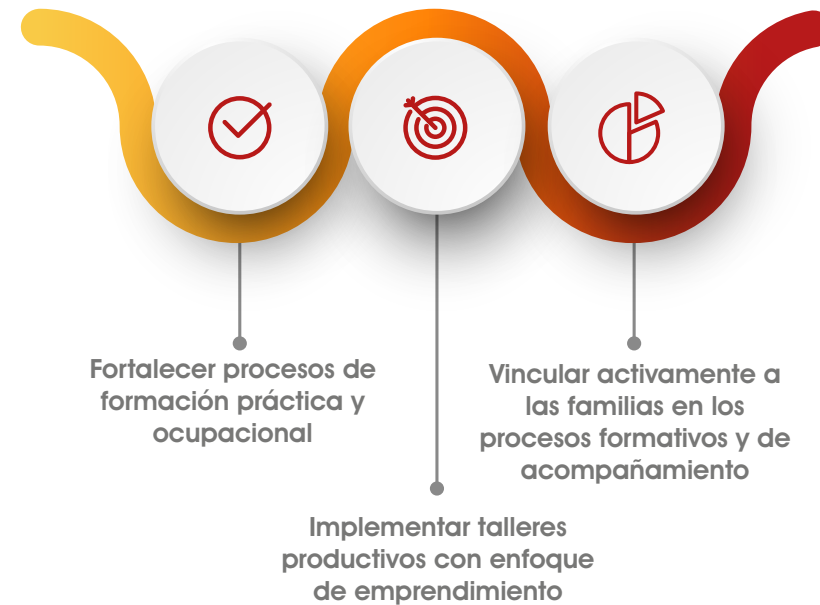 Fortalecer procesos de
formación práctica y
ocupacional
Implementar talleres
productivos con enfoque
de emprendimiento
Vincular activamente a
las familias en los
procesos formativos y de
acompañamiento